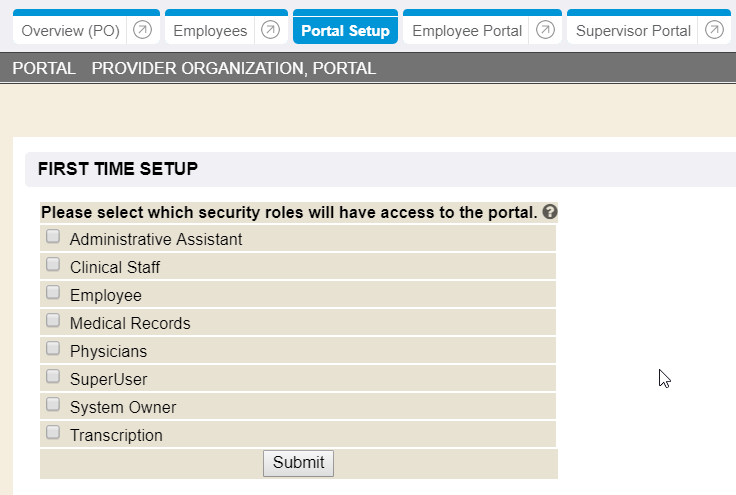 Overview (PO) Employees Portal Setup Employee Portal Supervisor Portal
PORTAL PROVIDER ORGANIZATION, PORTAL
FIRST TIME SETUP
Please select which security roles will have access to the portal. ?
Administrative Assistant
Clinical Staff
Employee
Medical Records
Physicians
SuperUser
System Owner
Transcription
Submit